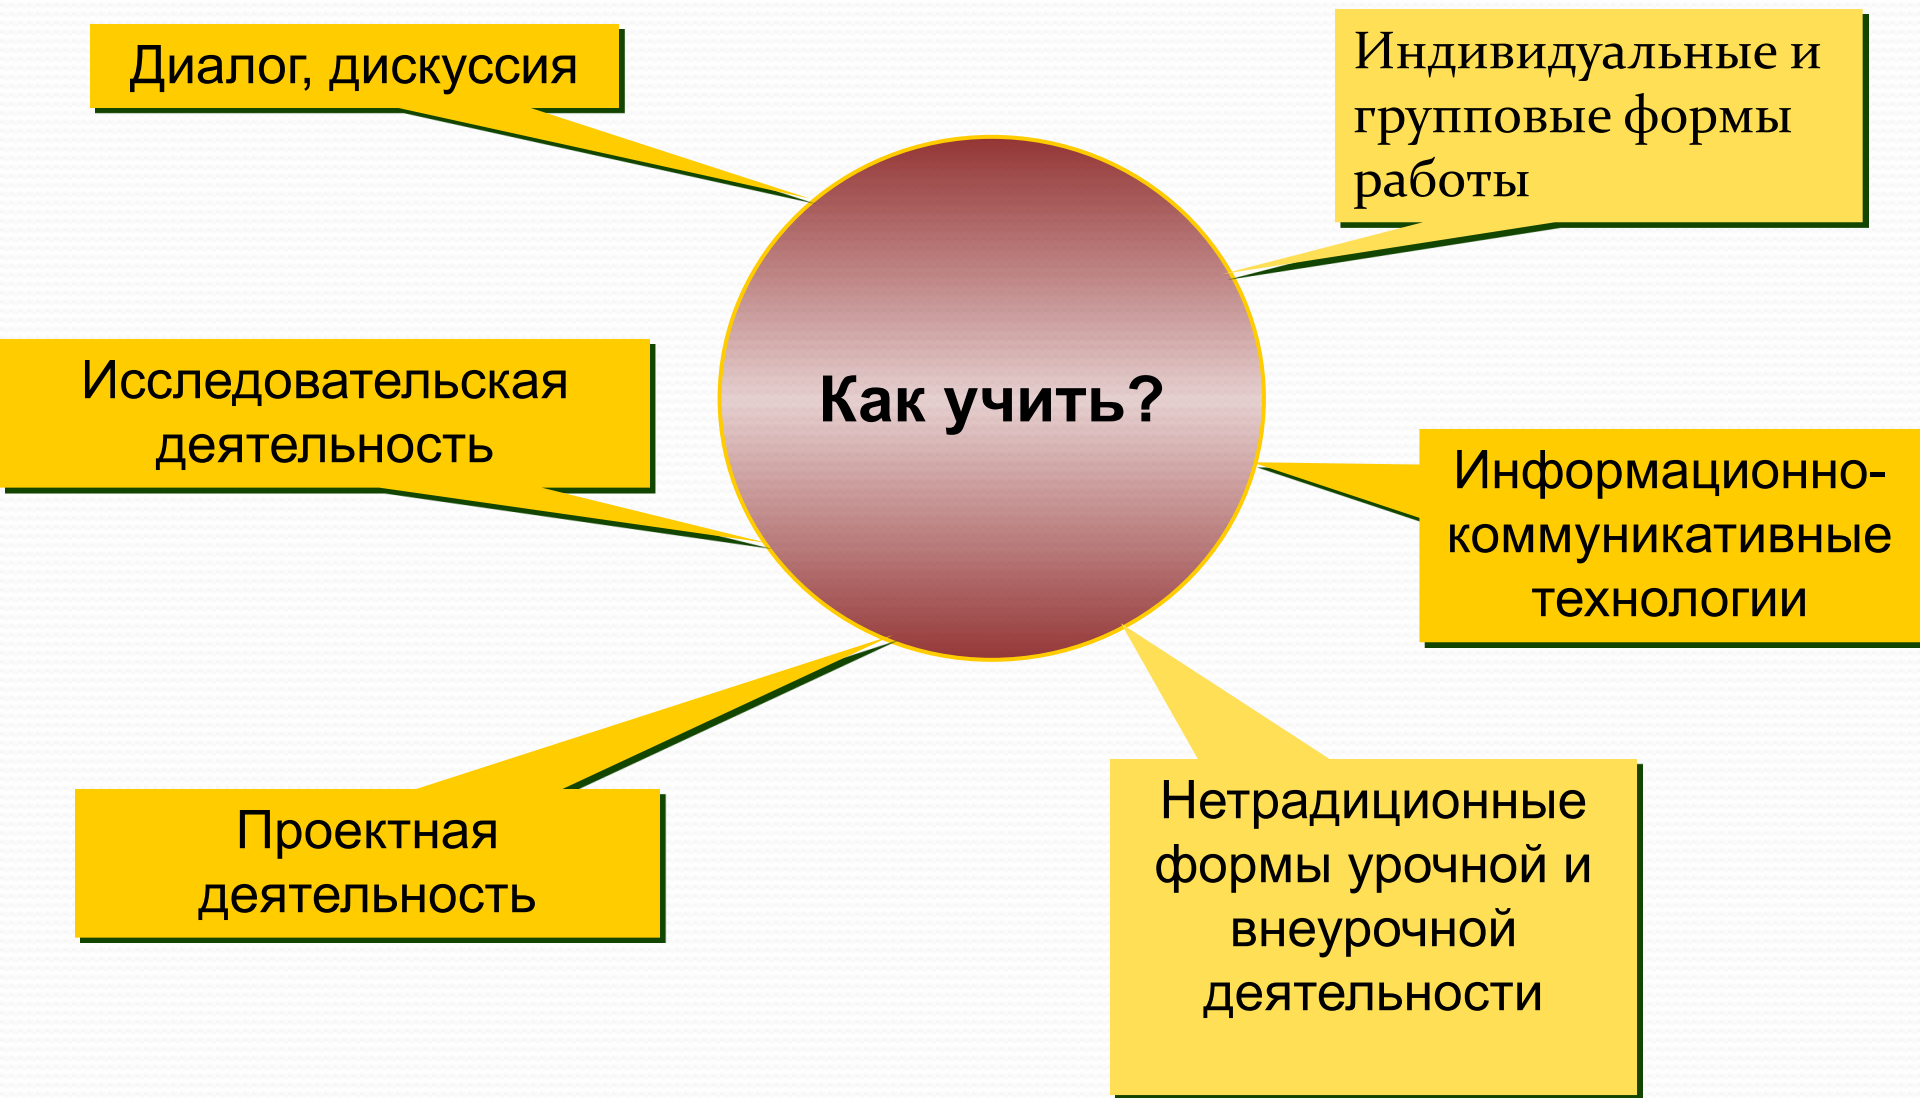 Диалог, дискуссия
Индивидуальные и
групповые формы
работы
Исследовательская
деятельность
Как учить?
Информационно-
коммуникативные
технологии
Проектная
деятельность
Нетрадиционные
формы урочной и
внеурочной
деятельности